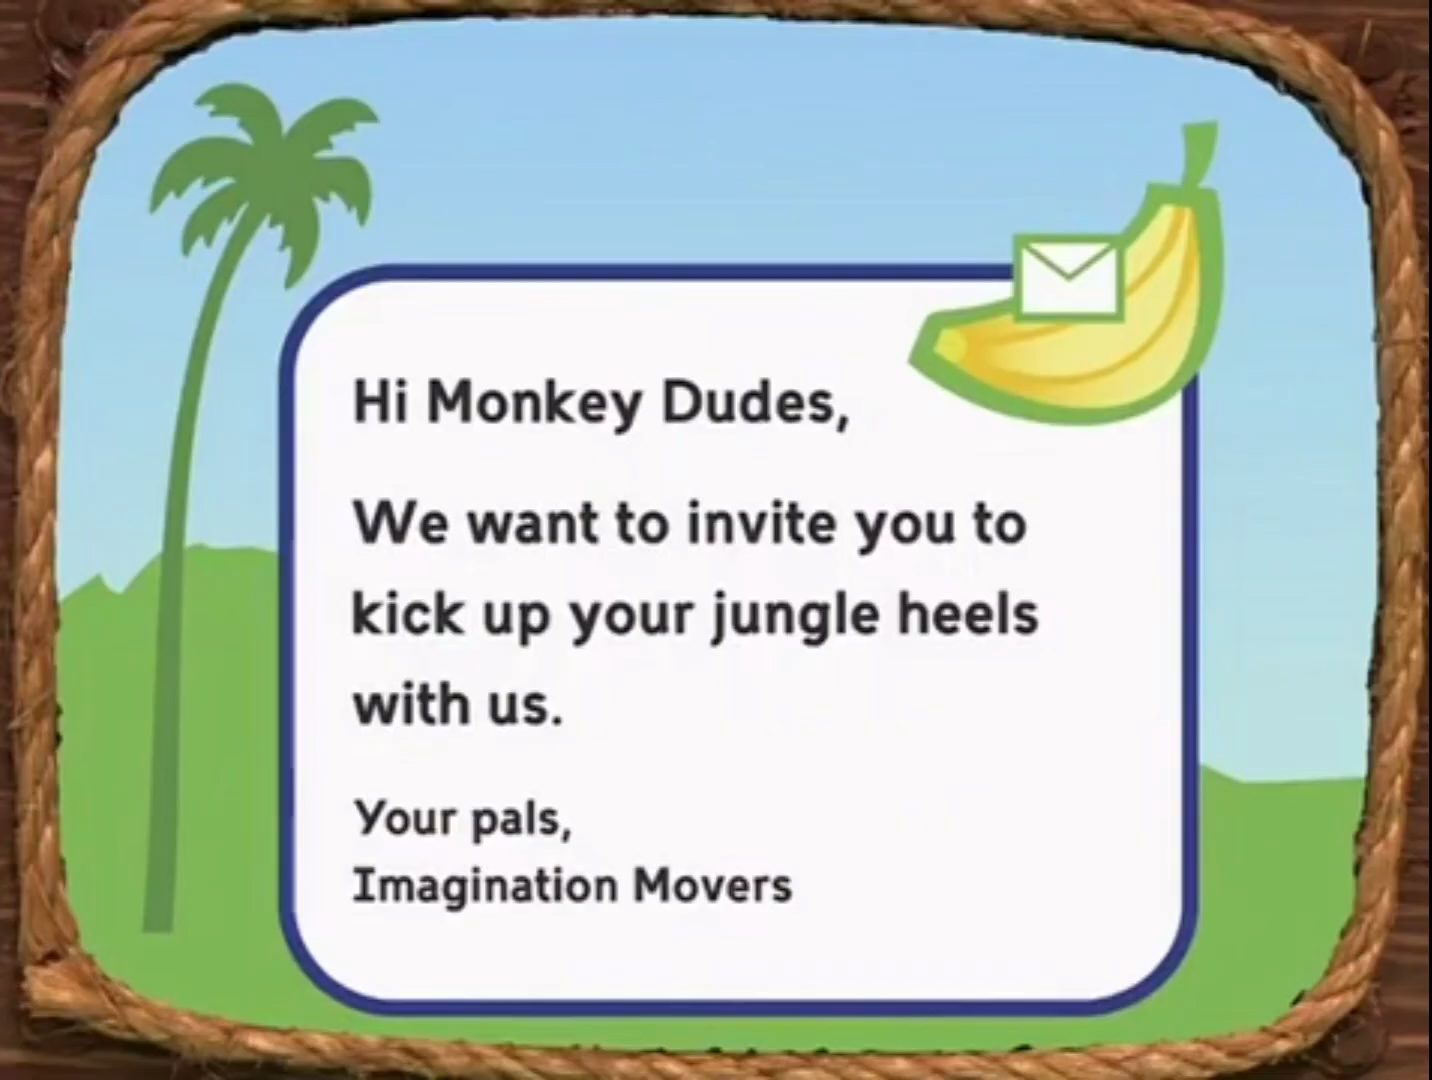 Hi Monkey Dudes,
We want to invite you to
kick up your jungle heels
with us.
Your pals,
Imagination Movers